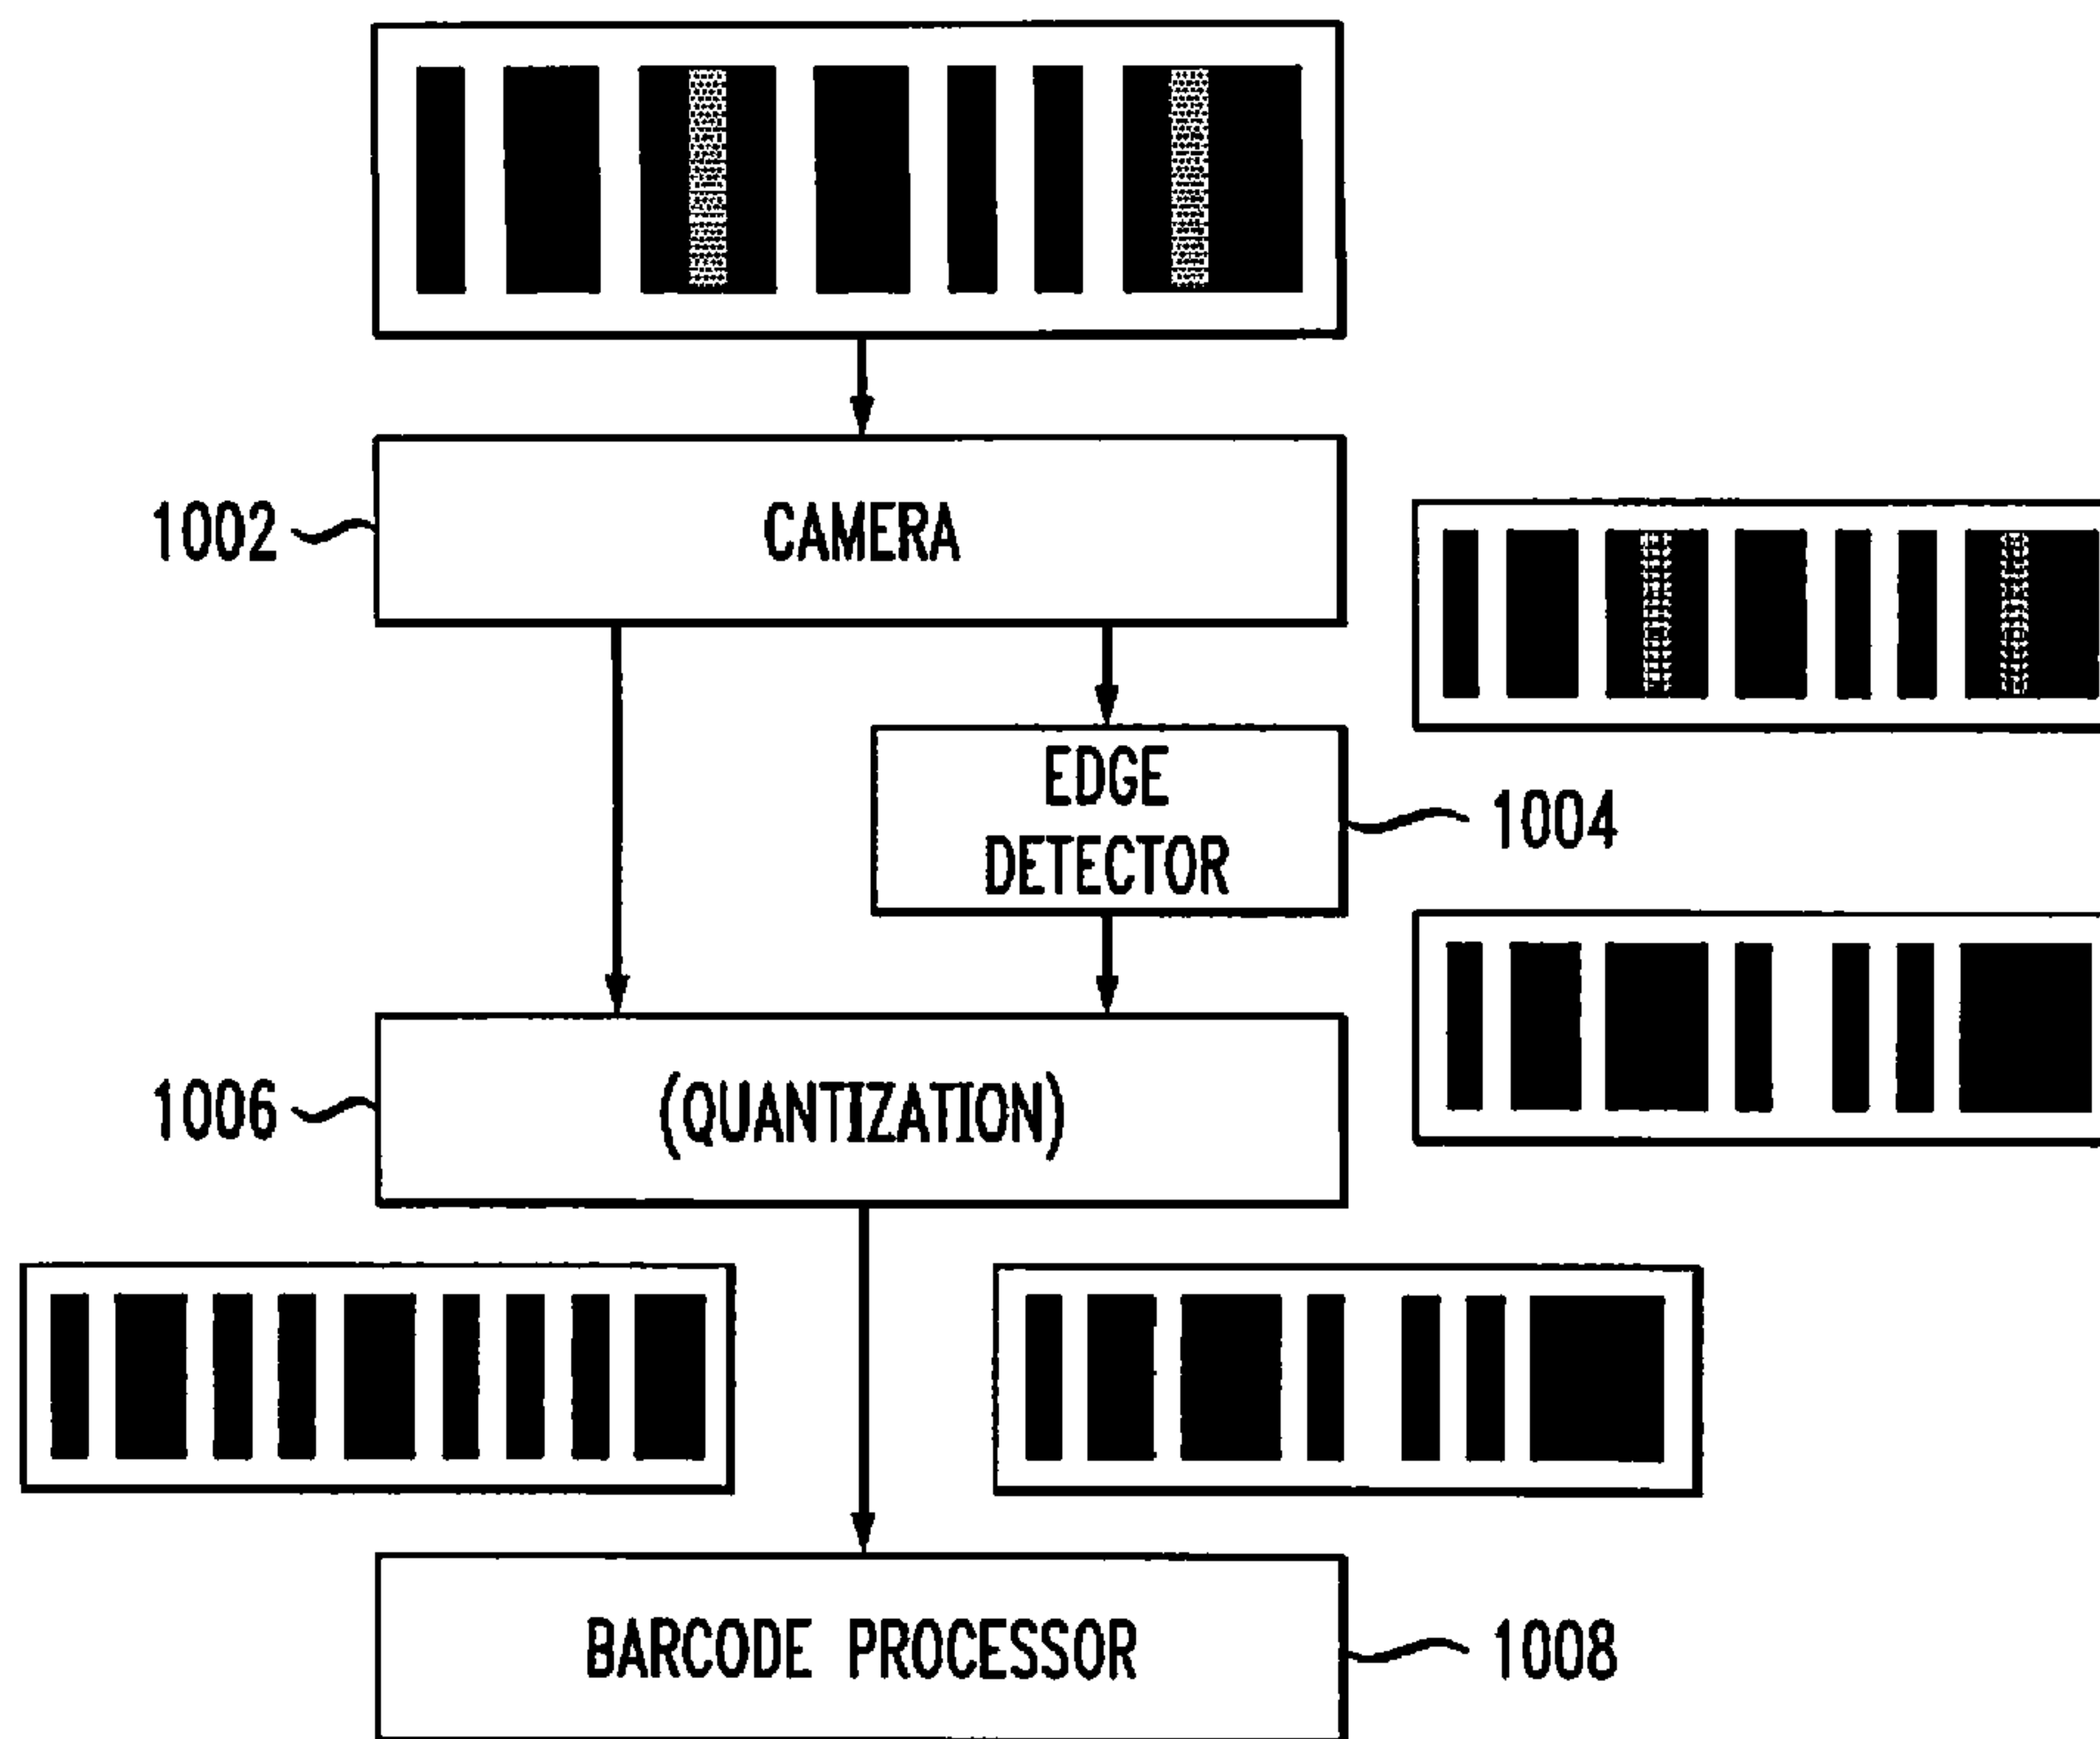 1002
CAMERA
EDGE
DETECTOR
1004
1006
(QUANTIZATION)
BARCODE PROCESSOR
1008